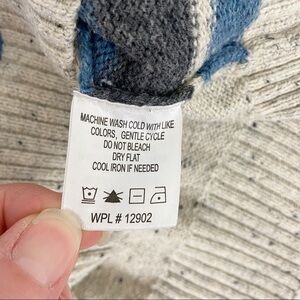 MACHINE WASH COLD WITH LIKE
COLORS, GENTLE CYCLE
DO NOT BLEACH
DRY FLAT
COOL IRON IF NEEDED
WPL # 12902